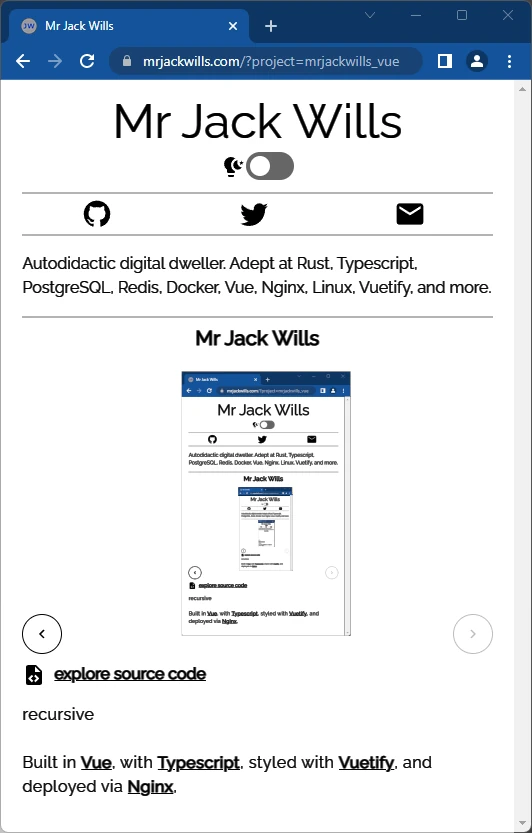 JW Mr Jack Wills
mrjackwills.com/?project=mrjackwills_vue
Mr Jack Wills
Autodidactic digital dweller. Adept at Rust, Typescript,
PostgreSQL, Redis, Docker, Vue, Nginx, Linux, Vuetify, and more.
Mr Jack Wills
Mr Jack Wills
mrjackwills.com/?project=mrjackwills_vue
Mr Jack Wills
Autodidactic digital dweller. Adept at Rust, Typescript,
PostgreSQL, Redis, Docker, Vue, Nginx, Linux, Vuetify, and more.
Mr Jack Wills
Mr Jack Wills
explore source code
recursive
Built in Vue, with Typescript, styled with Vuetify, and
deployed via Nginx,
explore source code
recursive
Built in Vue, with Typescript, styled with Vuetify, and
deployed via Nginx,